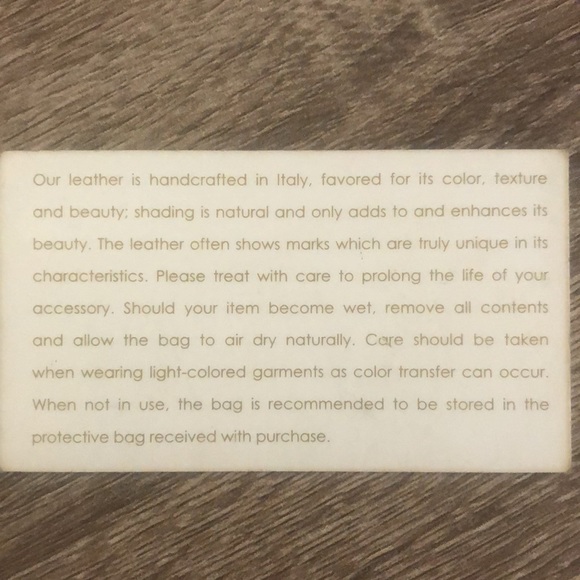 Our leather is handcrafted in Italy, favored for its color, texture
and beauty; shading is natural and only adds to and enhances its
beauty. The leather often shows marks which are truly unique in its
characteristics. Please treat with care to prolong the life of your
accessory. Should your item become wet, remove all contents
and allow the bag to air dry naturally. Care should be taken
when wearing light-colored garments as color transfer can occur.
When not in use, the bag is recommended to be stored in the
protective bag received with purchase.